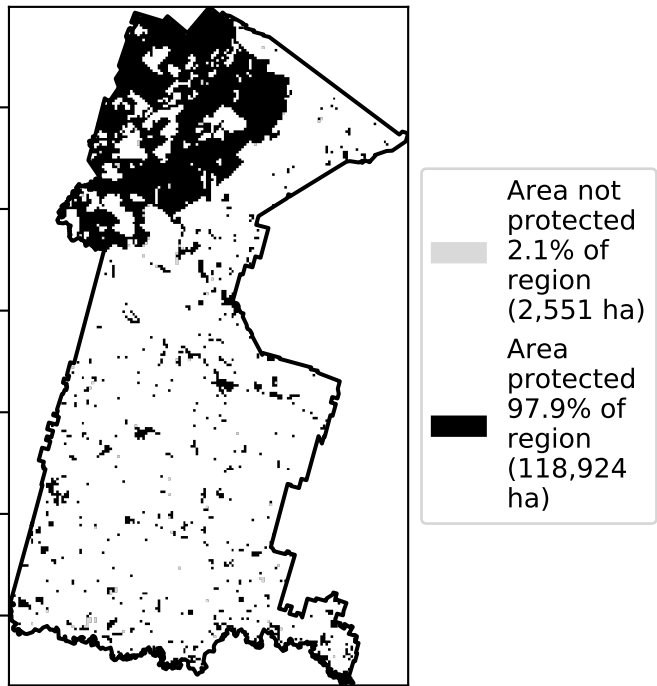 Area not
protected
2.1% of
region
(2,551 ha)
Area
protected
97.9% of
region
(118,924
ha)